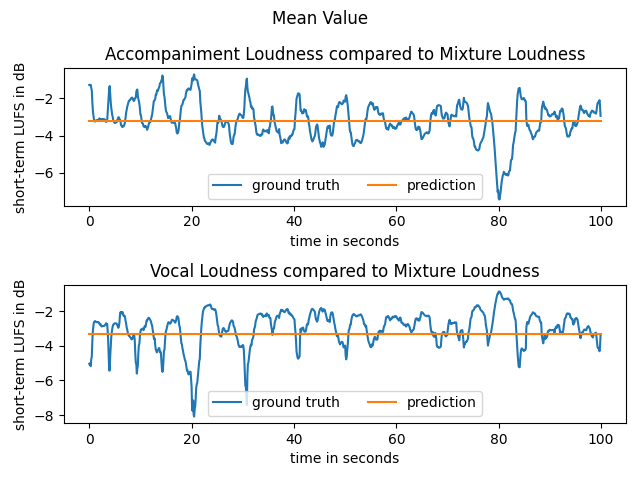 Mean Value
Accompaniment Loudness compared to Mixture Loudness
short-term LUFS in dB
−2
−4
−6
ground truth
prediction
0 20 40 60 80 100
time in seconds
Vocal Loudness compared to Mixture Loudness
short-term LUFS in dB
−2
−4
−6
−8
ground truth
prediction
0 20 40 60 80 100
time in seconds